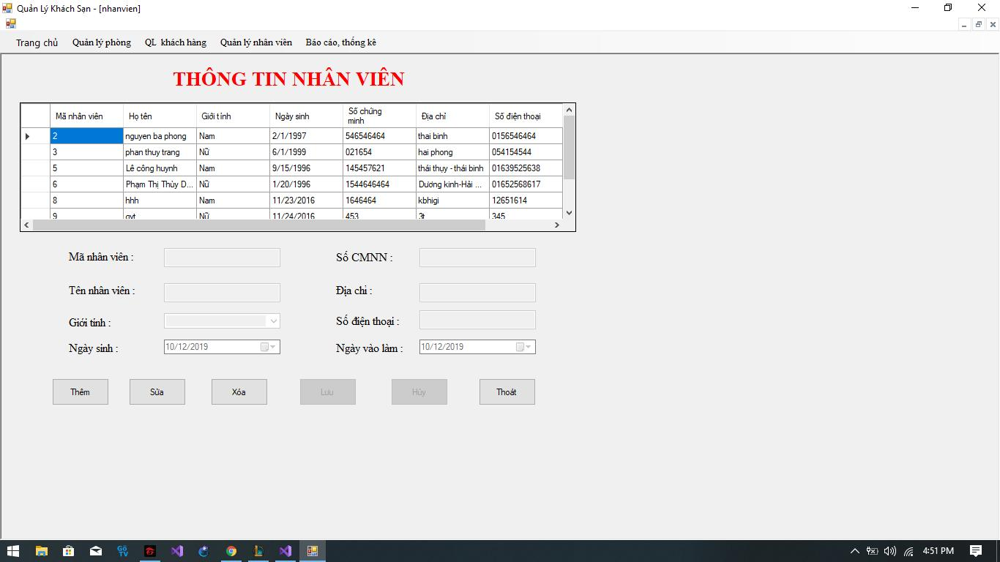 Quản Lý Khách Sạn - [nhanvien]
Trang chủ Quản lý phòng QL khách hàng Quản lý nhân viên Báo cáo, thống kê
THÔNG TIN NHÂN VIÊN
Mã nhân viên Họ tên Giới tính Ngày sinh Số chứng minh Địa chỉ Số điện thoại
2 nguyen ba phong Nam 2/1/1997 546546464 thai binh 0156546464
3 phan thuy trang Nữ 6/1/1999 021654 hai phong 054154544
5 Lê công huynh Nam 9/15/1996 145457621 thái thụy - thái bình 01639525638
6 Phạm Thị Thùy D... Nữ 1/20/1996 1544646464 Dương kinh-Hải ... 01652568617
8 hhh Nam 11/23/2016 1646464 kbhigi 12651614
9 Nữ 11/24/2016 453 3t 345
Mã nhân viên : Số CMNN :
Tên nhân viên : Địa chỉ :
Giới tính : Số điện thoại :
Ngày sinh : 10/12/2019 Ngày vào làm : 10/12/2019
Thêm Sửa Xóa Lưu Hủy Thoát
GO TV
4:51 PM